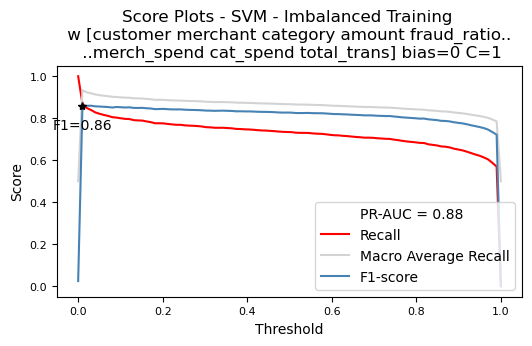 Score Plots - SVM - Imbalanced Training
w [customer merchant category amount fraud_ratio..
..merch_spend cat_spend total_trans] bias=0 C=1
1.0
0.8
0.6
0.4
0.2
0.0
Score
F1=0.86
PR-AUC = 0.88
Recall
Macro Average Recall
F1-score
0.0 0.2 0.4 0.6 0.8 1.0
Threshold